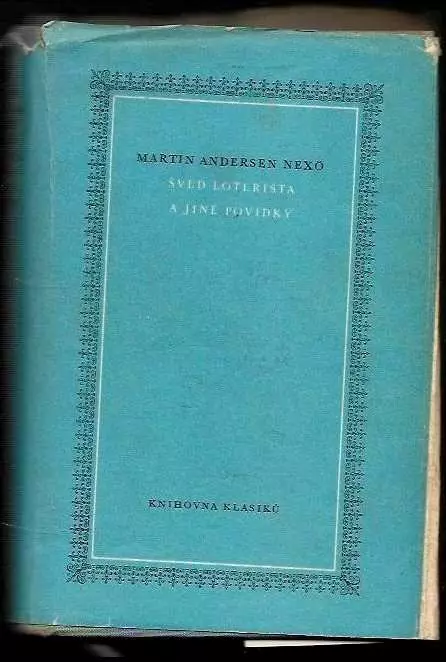 MARTIN ANDERSEN NEXÖ
ŠVÉD LOTERISTA
A JINÉ POVÍDKY
KNIHOVNA KLASIKŮ